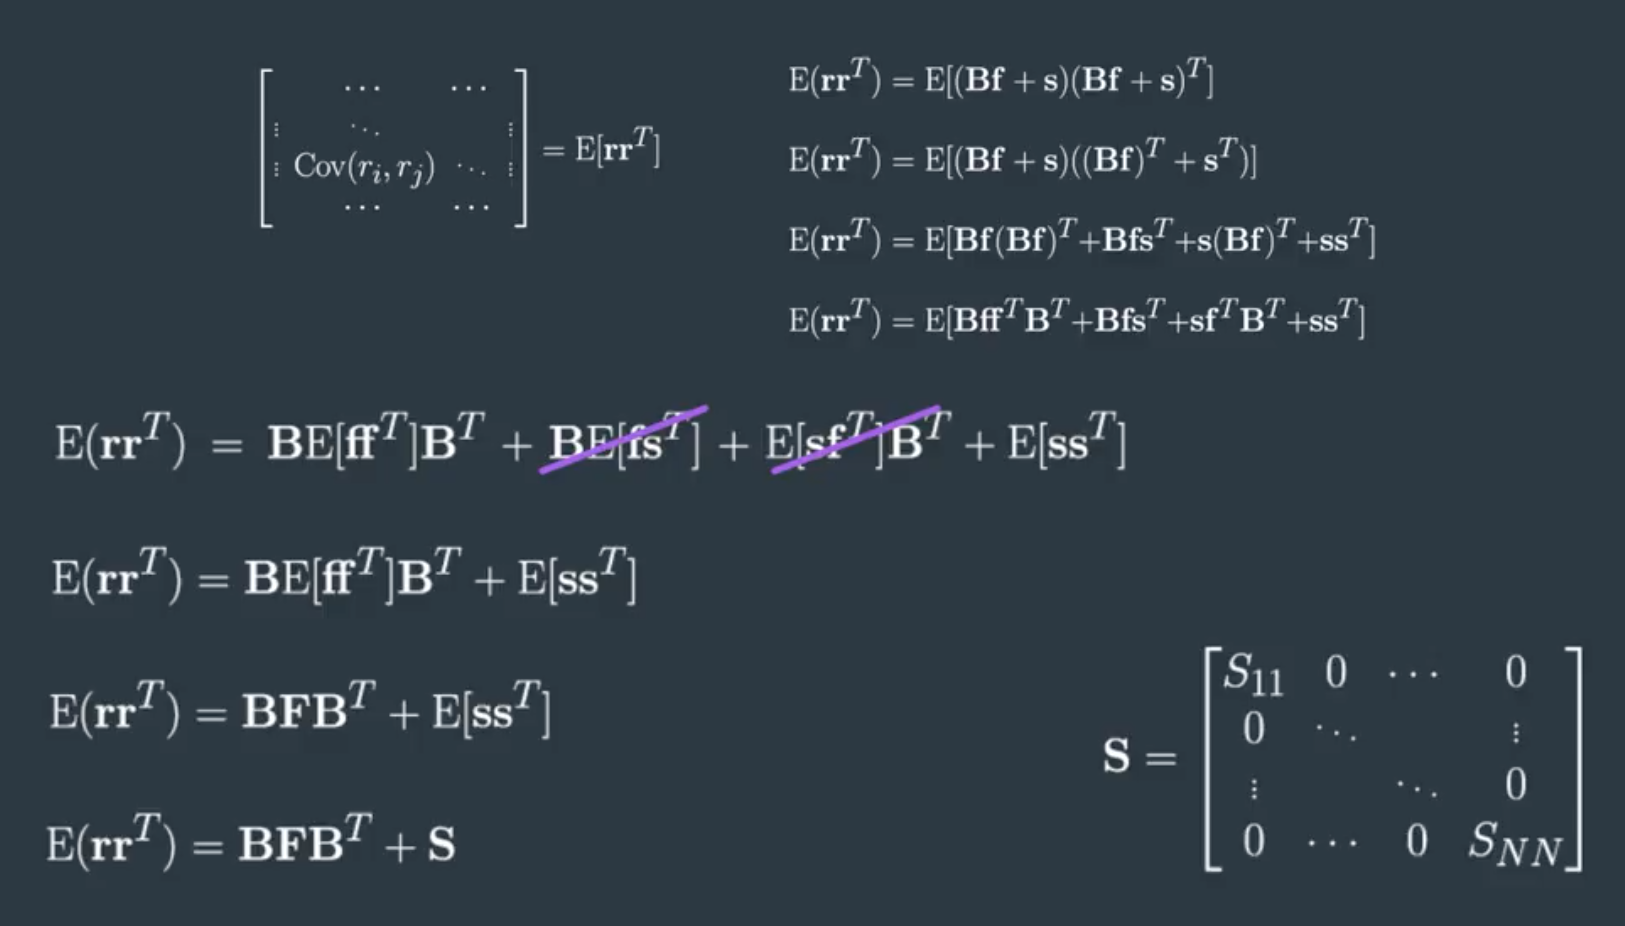 [ ⋯ ⋯ ⋮ ⋱ ⋮ ⋮ Cov(r_i, r_j) ⋱ ⋮ ⋯ ⋯ ] = E[rr^T]
E(rr^T) = E[(Bf + s)(Bf + s)^T]
E(rr^T) = E[(Bf + s)((Bf)^T + s^T)]
E(rr^T) = E[Bf(Bf)^T+Bfs^T+s(Bf)^T+ss^T]
E(rr^T) = E[Bff^TB^T+Bfs^T+sf^TB^T+ss^T]
E(rr^T) = BE[ff^T]B^T + BE[fs^T] + E[sf^T]B^T + E[ss^T]
E(rr^T) = BE[ff^T]B^T + E[ss^T]
E(rr^T) = BFB^T + E[ss^T]
E(rr^T) = BFB^T + S
S =
S_11 0 ⋯ 0
0 ⋱ ⋮
⋮ ⋱ 0
0 ⋯ 0 S_NN